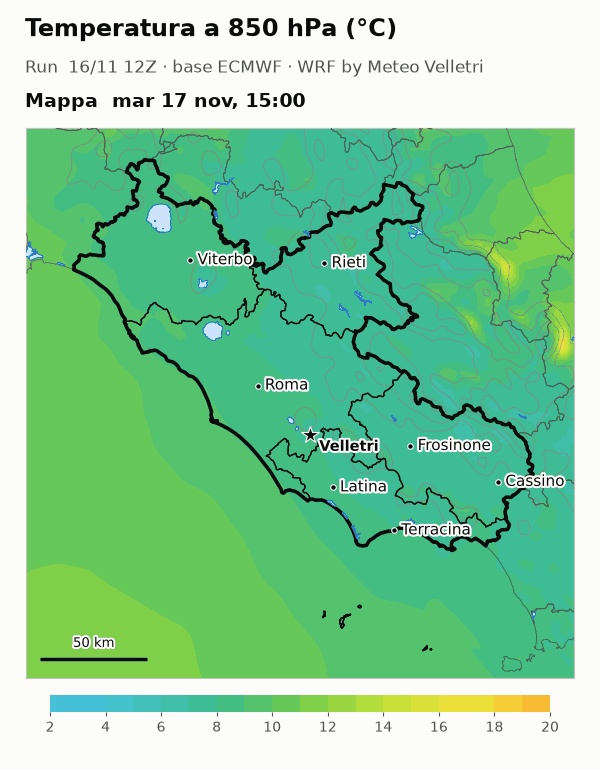 Temperatura a 850 hPa (°C)
Run 16/11 12Z · base ECMWF · WRF by Meteo Velletri
Mappa mar 17 nov, 15:00
Viterbo
Rieti
Roma
Velletri
Frosinone
Latina
Cassino
Terracina
50 km
2 4 6 8 10 12 14 16 18 20